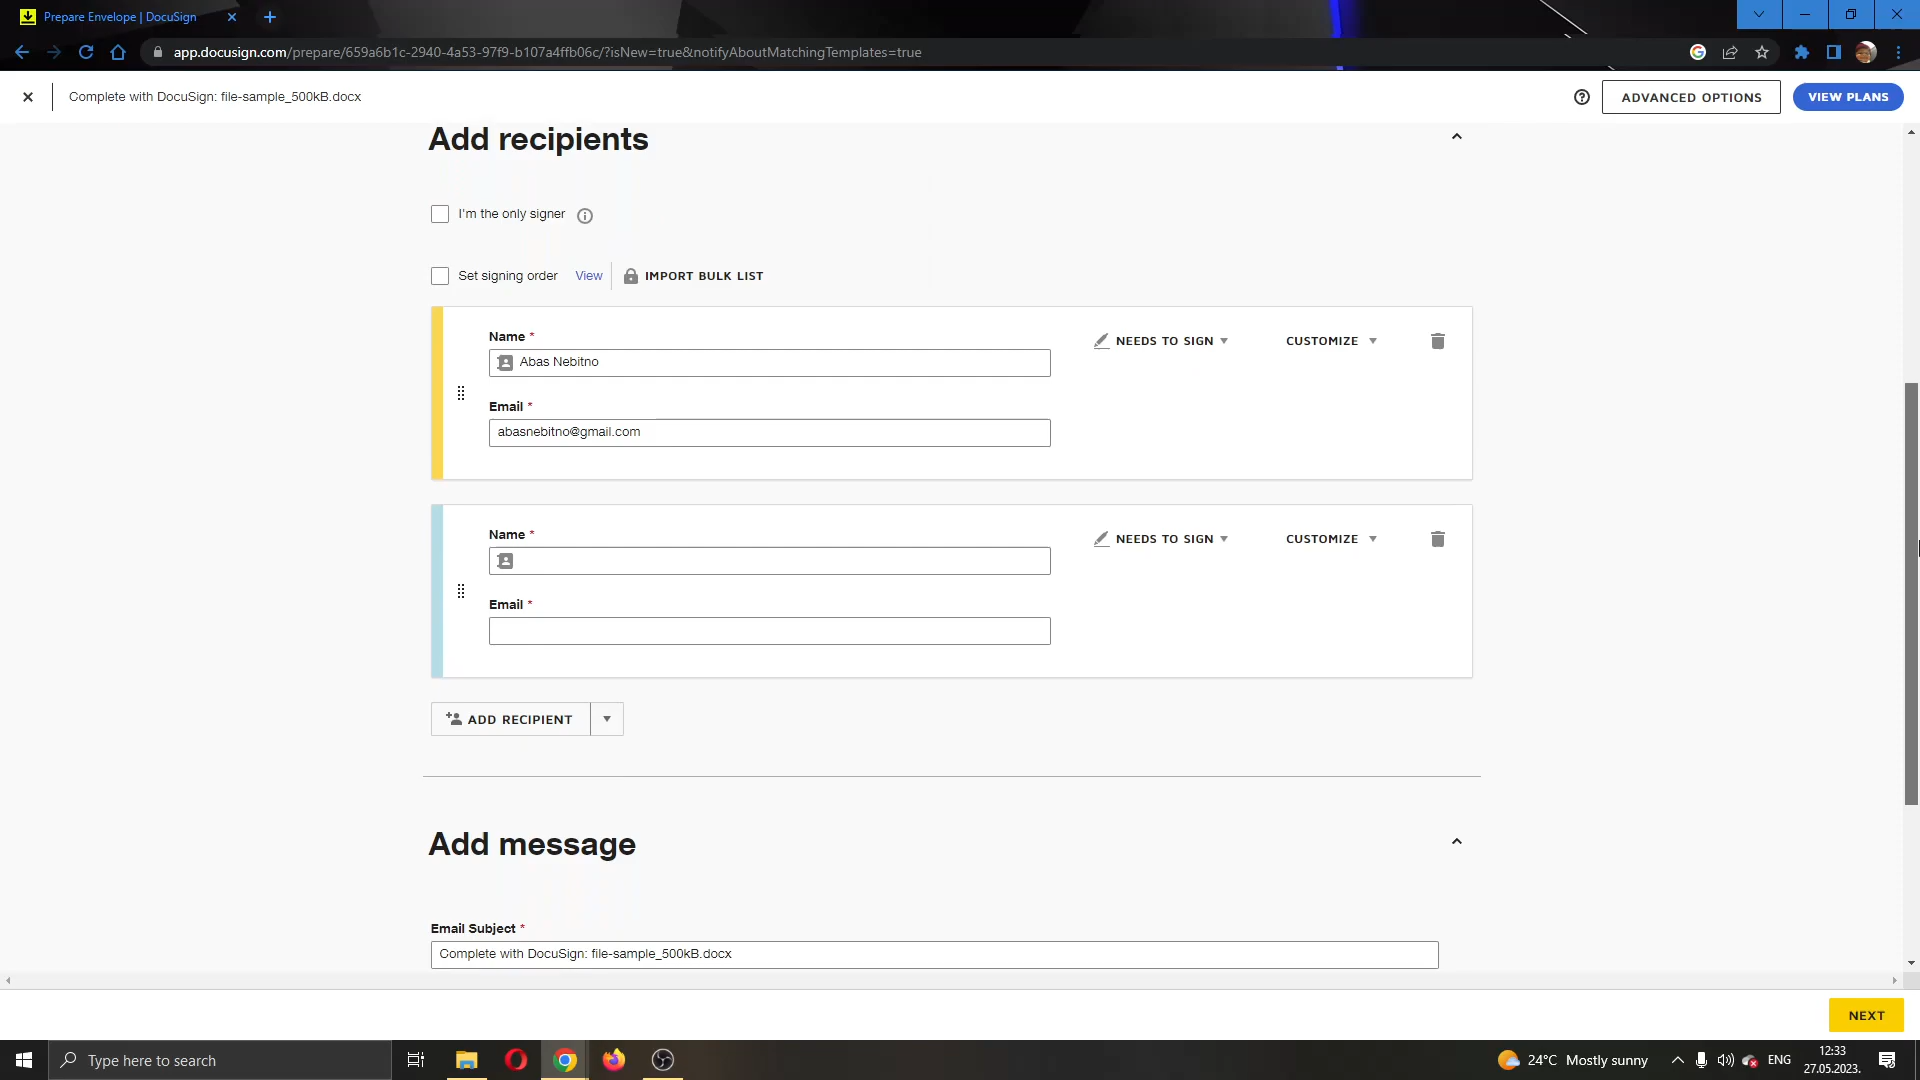 Prepare Envelope | DocuSign
app.docusign.com/prepare/659a6b1c-2940-4a53-97f9-b107a4ffb06c/?isNew=true&notifyAboutMatchingTemplates=true
Complete with DocuSign: file-sample_500kB.docx
ADVANCED OPTIONS
VIEW PLANS
Add recipients
I'm the only signer
Set signing order View IMPORT BULK LIST
Name *
NEEDS TO SIGN
CUSTOMIZE
Abas Nebitno
Email *
abasnebitno@gmail.com
Name *
NEEDS TO SIGN
CUSTOMIZE
Email *
ADD RECIPIENT
Add message
Email Subject *
Complete with DocuSign: file-sample_500kB.docx
NEXT
Type here to search
24°C Mostly sunny
ENG
12:33
27.05.2023.